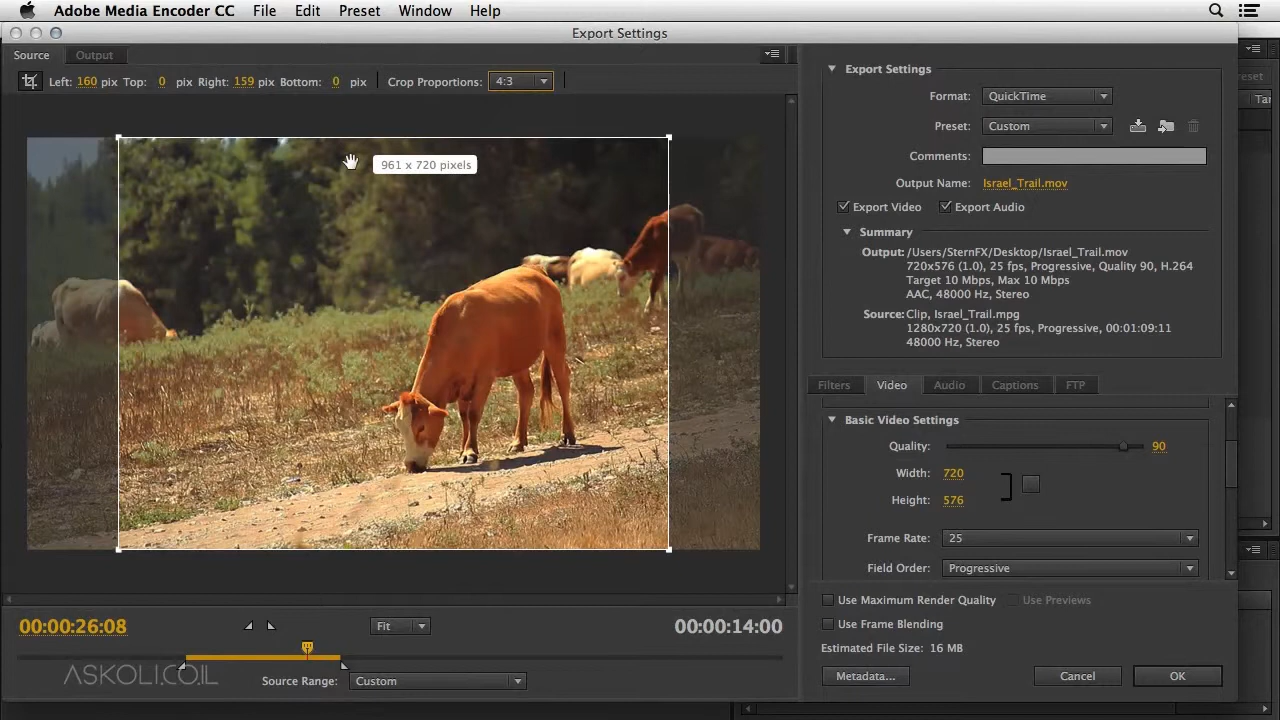 Adobe Media Encoder CC File Edit Preset Window Help
Export Settings
Source Output
Left: 160 pix Top: 0 pix Right: 159 pix Bottom: 0 pix Crop Proportions: 4:3
961 x 720 pixels
00:00:26:08 Fit 00:00:14:00
ASKOLI.CO.IL
Source Range: Custom
Export Settings
Format: QuickTime
Preset: Custom
Comments:
Output Name: Israel_Trail.mov
Export Video Export Audio
Summary
Output: /Users/SternFX/Desktop/Israel_Trail.mov
720x576 (1.0), 25 fps, Progressive, Quality 90, H.264
Target 10 Mbps, Max 10 Mbps
AAC, 48000 Hz, Stereo
Source: Clip, Israel_Trail.mpg
1280x720 (1.0), 25 fps, Progressive, 00:01:09:11
48000 Hz, Stereo
Filters Video Audio Captions FTP
Basic Video Settings
Quality: 90
Width: 720
Height: 576
Frame Rate: 25
Field Order: Progressive
Use Maximum Render Quality Use Previews
Use Frame Blending
Estimated File Size: 16 MB
Metadata... Cancel OK